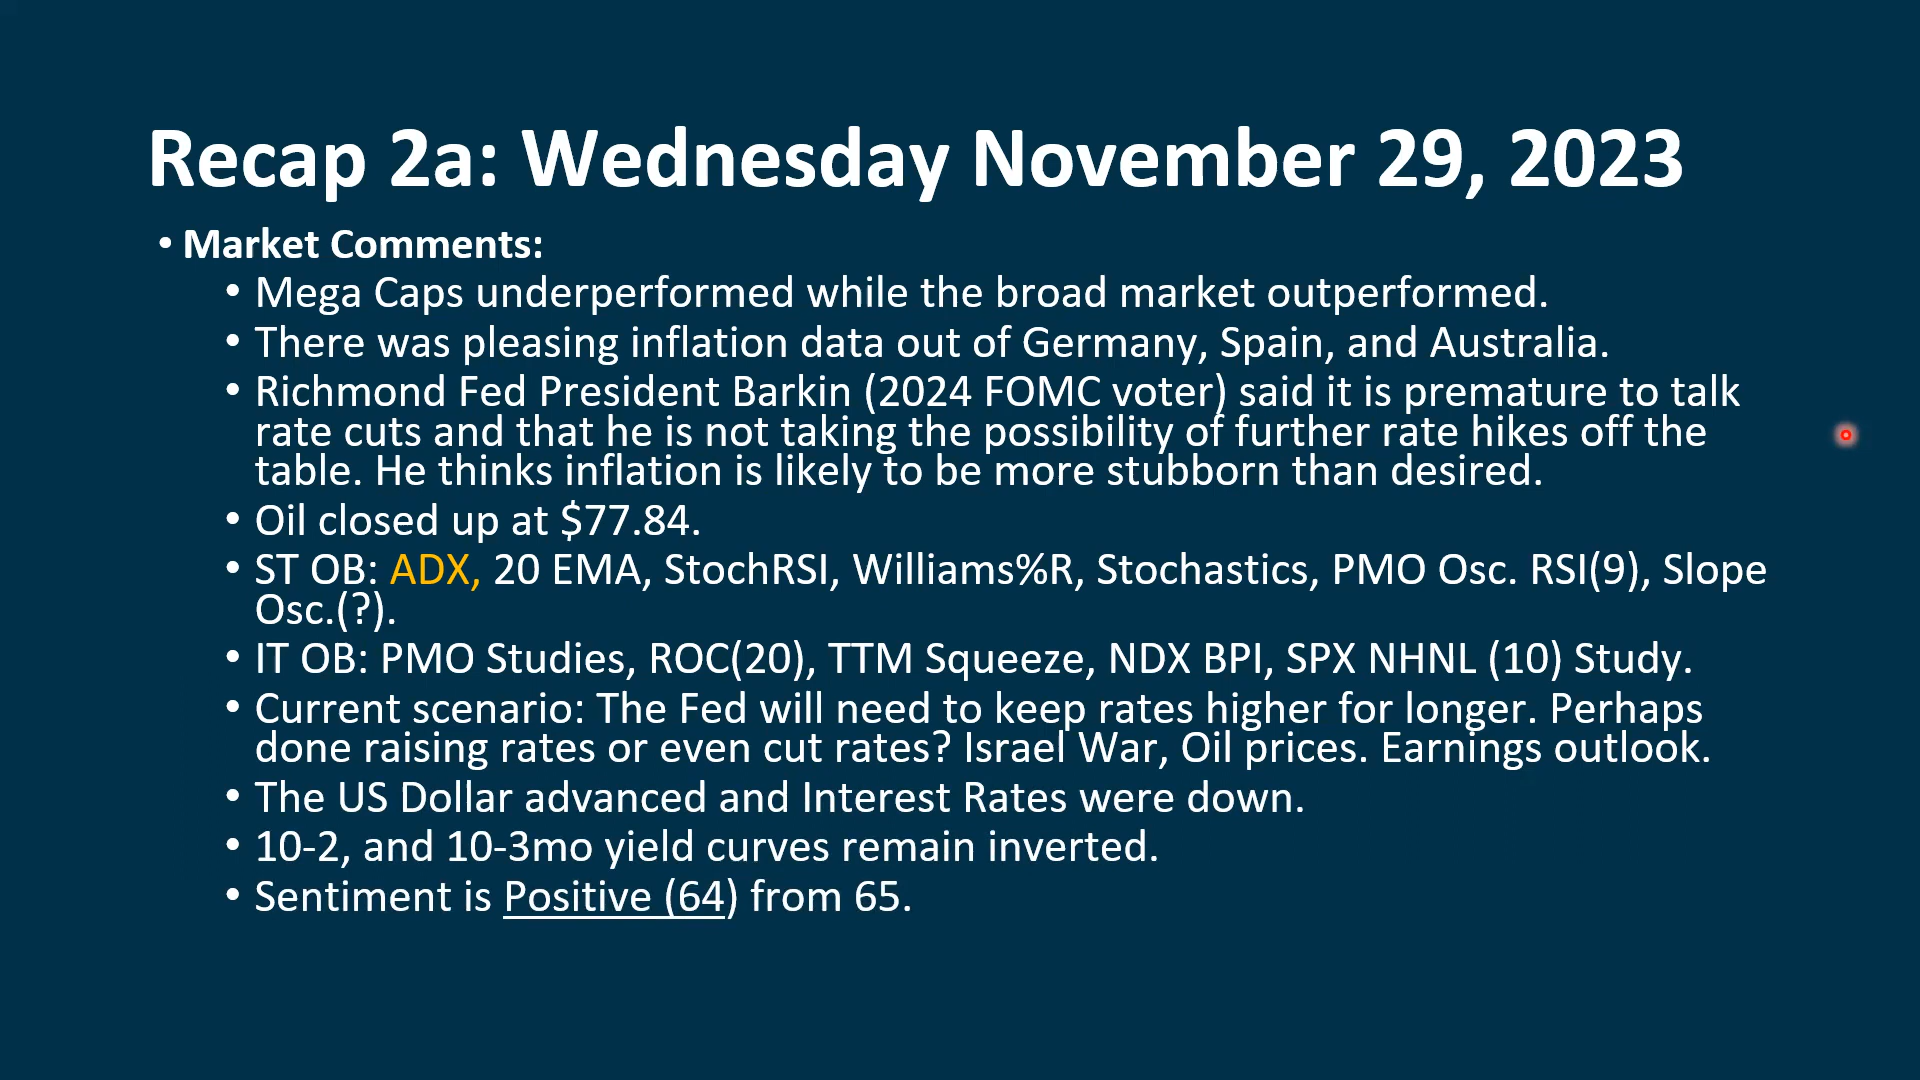 Recap 2a: Wednesday November 29, 2023
• Market Comments:
• Mega Caps underperformed while the broad market outperformed.
• There was pleasing inflation data out of Germany, Spain, and Australia.
• Richmond Fed President Barkin (2024 FOMC voter) said it is premature to talk
rate cuts and that he is not taking the possibility of further rate hikes off the
table. He thinks inflation is likely to be more stubborn than desired.
• Oil closed up at $77.84.
• ST OB: ADX, 20 EMA, StochRSI, Williams%R, Stochastics, PMO Osc. RSI(9), Slope
Osc.(?).
• IT OB: PMO Studies, ROC(20), TTM Squeeze, NDX BPI, SPX NHNL (10) Study.
• Current scenario: The Fed will need to keep rates higher for longer. Perhaps
done raising rates or even cut rates? Israel War, Oil prices. Earnings outlook.
• The US Dollar advanced and Interest Rates were down.
• 10-2, and 10-3mo yield curves remain inverted.
• Sentiment is Positive (64) from 65.